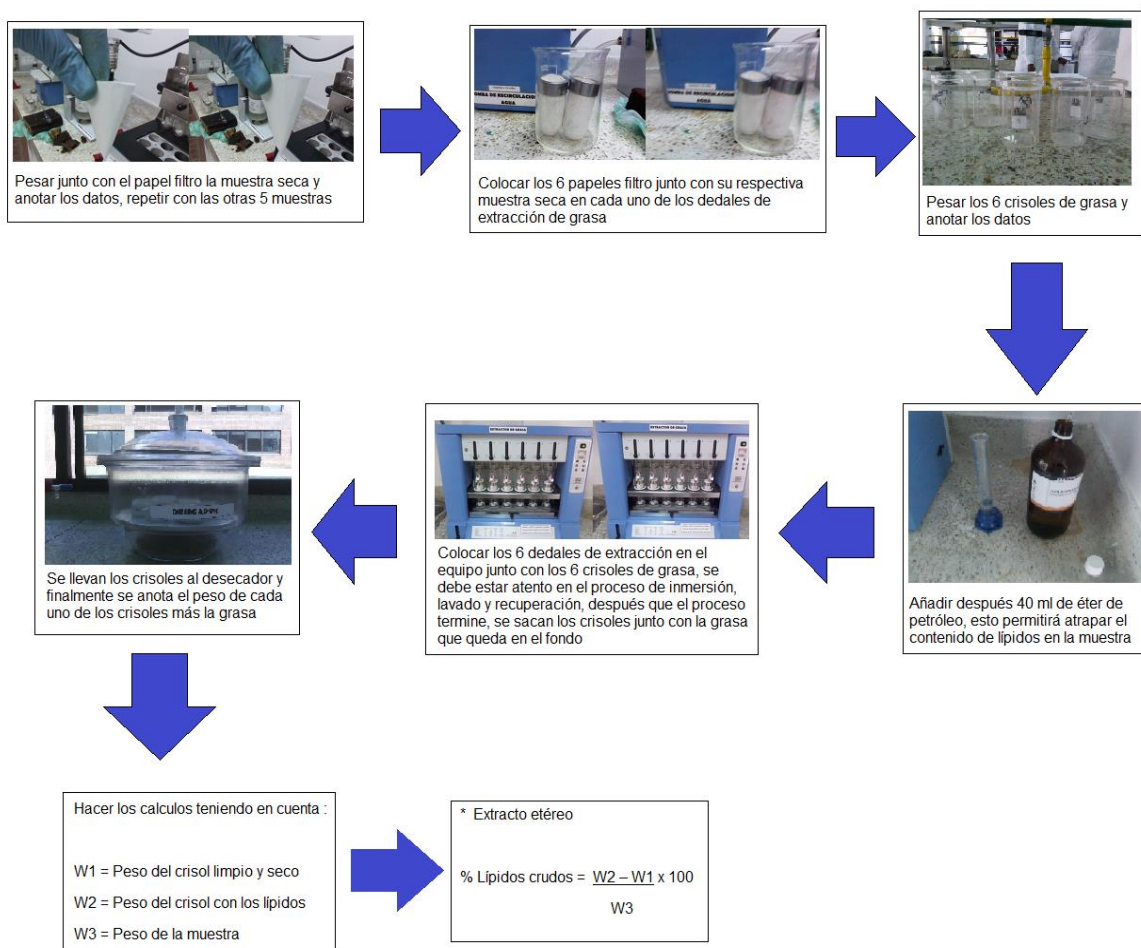 BOMBA DE RECIRCULACION
AGUA
Pesar junto con el papel filtro la muestra seca y
anotar los datos, repetir con las otras 5 muestras
Colocar los 6 papeles filtro junto con su respectiva
muestra seca en cada uno de los dedales de
extracción de grasa
Pesar los 6 crisoles de grasa y
anotar los datos
Se llevan los crisoles al desecador y
finalmente se anota el peso de cada
uno de los crisoles más la grasa
EXTRACTOR DE GRASA
EXTRACTOR DE GRASA
Colocar los 6 dedales de extracción en el
equipo junto con los 6 crisoles de grasa, se
debe estar atento en el proceso de inmersión,
lavado y recuperación, después que el proceso
termine, se sacan los crisoles junto con la grasa
que queda en el fondo
Añadir después 40 ml de éter de
petróleo, esto permitirá atrapar el
contenido de lípidos en la muestra
Hacer los calculos teniendo en cuenta :
W1 = Peso del crisol limpio y seco
W2 = Peso del crisol con los lípidos
W3 = Peso de la muestra
* Extracto etéreo
% Lípidos crudos = W2 – W1 x 100
W3